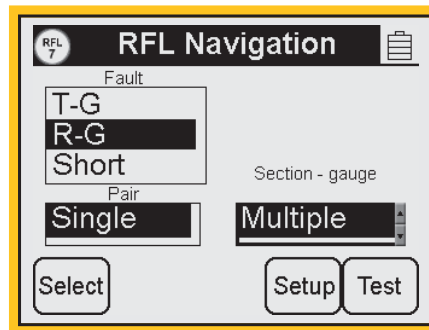 RFL
7
RFL Navigation
Fault
T-G
R-G
Short
Pair
Single
Section - gauge
Multiple
Select
Setup
Test